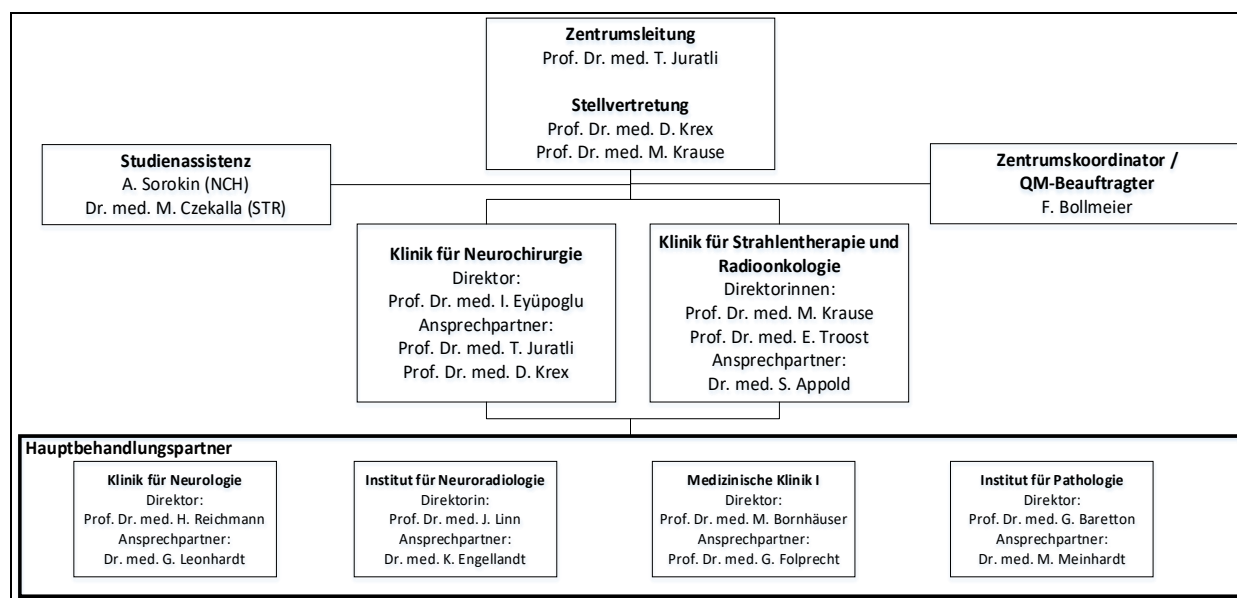 Zentrumsleitung
Prof. Dr. med. T. Juratli
Stellvertretung
Prof. Dr. med. D. Krex
Prof. Dr. med. M. Krause
Studienassistenz
A. Sorokin (NCH)
Dr. med. M. Czekalla (STR)
Zentrumskoordinator /
QM-Beauftragter
F. Bollmeier
Klinik für Neurochirurgie
Direktor:
Prof. Dr. med. I. Eyüpoglu
Ansprechpartner:
Prof. Dr. med. T. Juratli
Prof. Dr. med. D. Krex
Klinik für Strahlentherapie und
Radioonkologie
Direktorinnen:
Prof. Dr. med. M. Krause
Prof. Dr. med. E. Troost
Ansprechpartner:
Dr. med. S. Appold
Hauptbehandlungspartner
Klinik für Neurologie
Direktor:
Prof. Dr. med. H. Reichmann
Ansprechpartner:
Dr. med. G. Leonhardt
Institut für Neuroradiologie
Direktorin:
Prof. Dr. med. J. Linn
Ansprechpartner:
Dr. med. K. Engellandt
Medizinische Klinik I
Direktor:
Prof. Dr. med. M. Bornhäuser
Ansprechpartner:
Prof. Dr. med. G. Folprecht
Institut für Pathologie
Direktor:
Prof. Dr. med. G. Baretton
Ansprechpartner:
Dr. med. M. Meinhardt